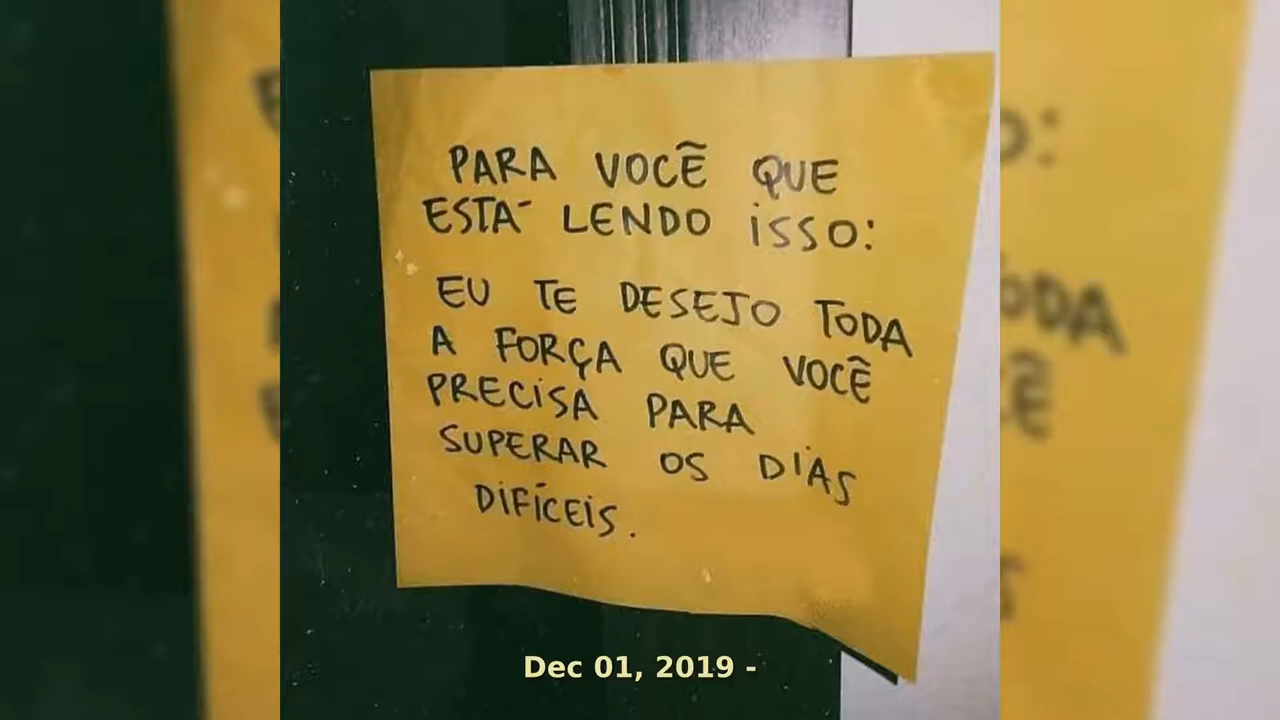 PARA VOCÊ QUE
ESTÁ LENDO ISSO:
EU TE DESEJO TODA
A FORÇA QUE VOCÊ
PRECISA PARA
SUPERAR OS DIAS
DIFÍCEIS.
Dec 01, 2019 -